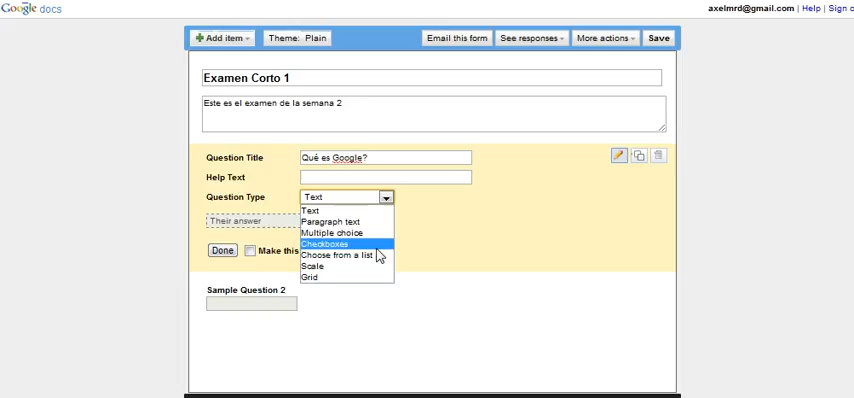 Google docs
axelmrd@gmail.com | Help | Sign
Add item
Theme: Plain
Email this form
See responses
More actions
Save
Examen Corto 1
Este es el examen de la semana 2
Question Title
Qué es Google?
Help Text
Question Type
Text
Text
Paragraph text
Multiple choice
Checkboxes
Choose from a list
Scale
Grid
Their answer
Done
Make this
Sample Question 2